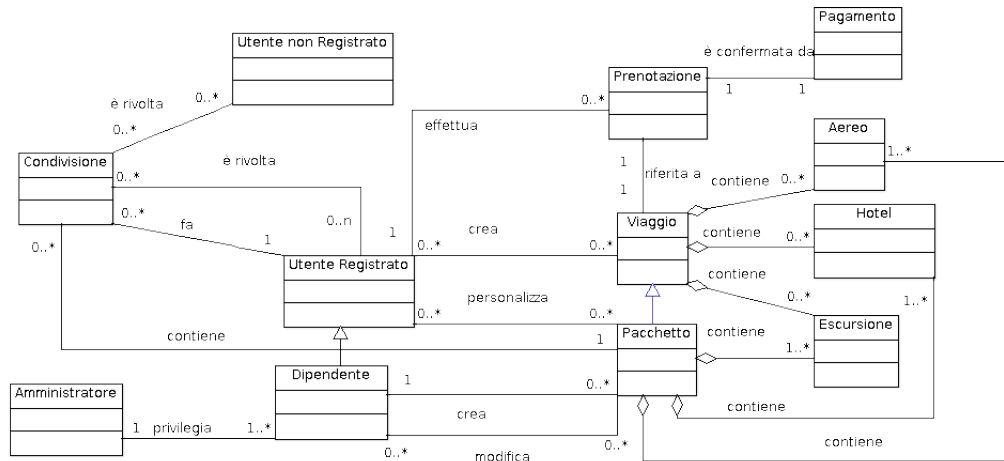 Pagamento
Utente non Registrato
è confermata da
Prenotazione
1
1
è rivolta
0..*
0..*
0..*
effettua
Aereo
1..*
Condivisione
è rivolta
0..*
1
riferita a
contiene
0..*
1
0..*
0..n
fa
1
1
0..*
crea
0..*
Viaggio
contiene
Hotel
0..*
0..*
Utente Registrato
contiene
0..*
personalizza
0..*
0..*
1..*
contiene
1
Pacchetto
contiene
Escursione
1..*
Dipendente
1
0..*
Amministratore
crea
contiene
1
privilegia
1..*
0..*
modifica
0..*
contiene